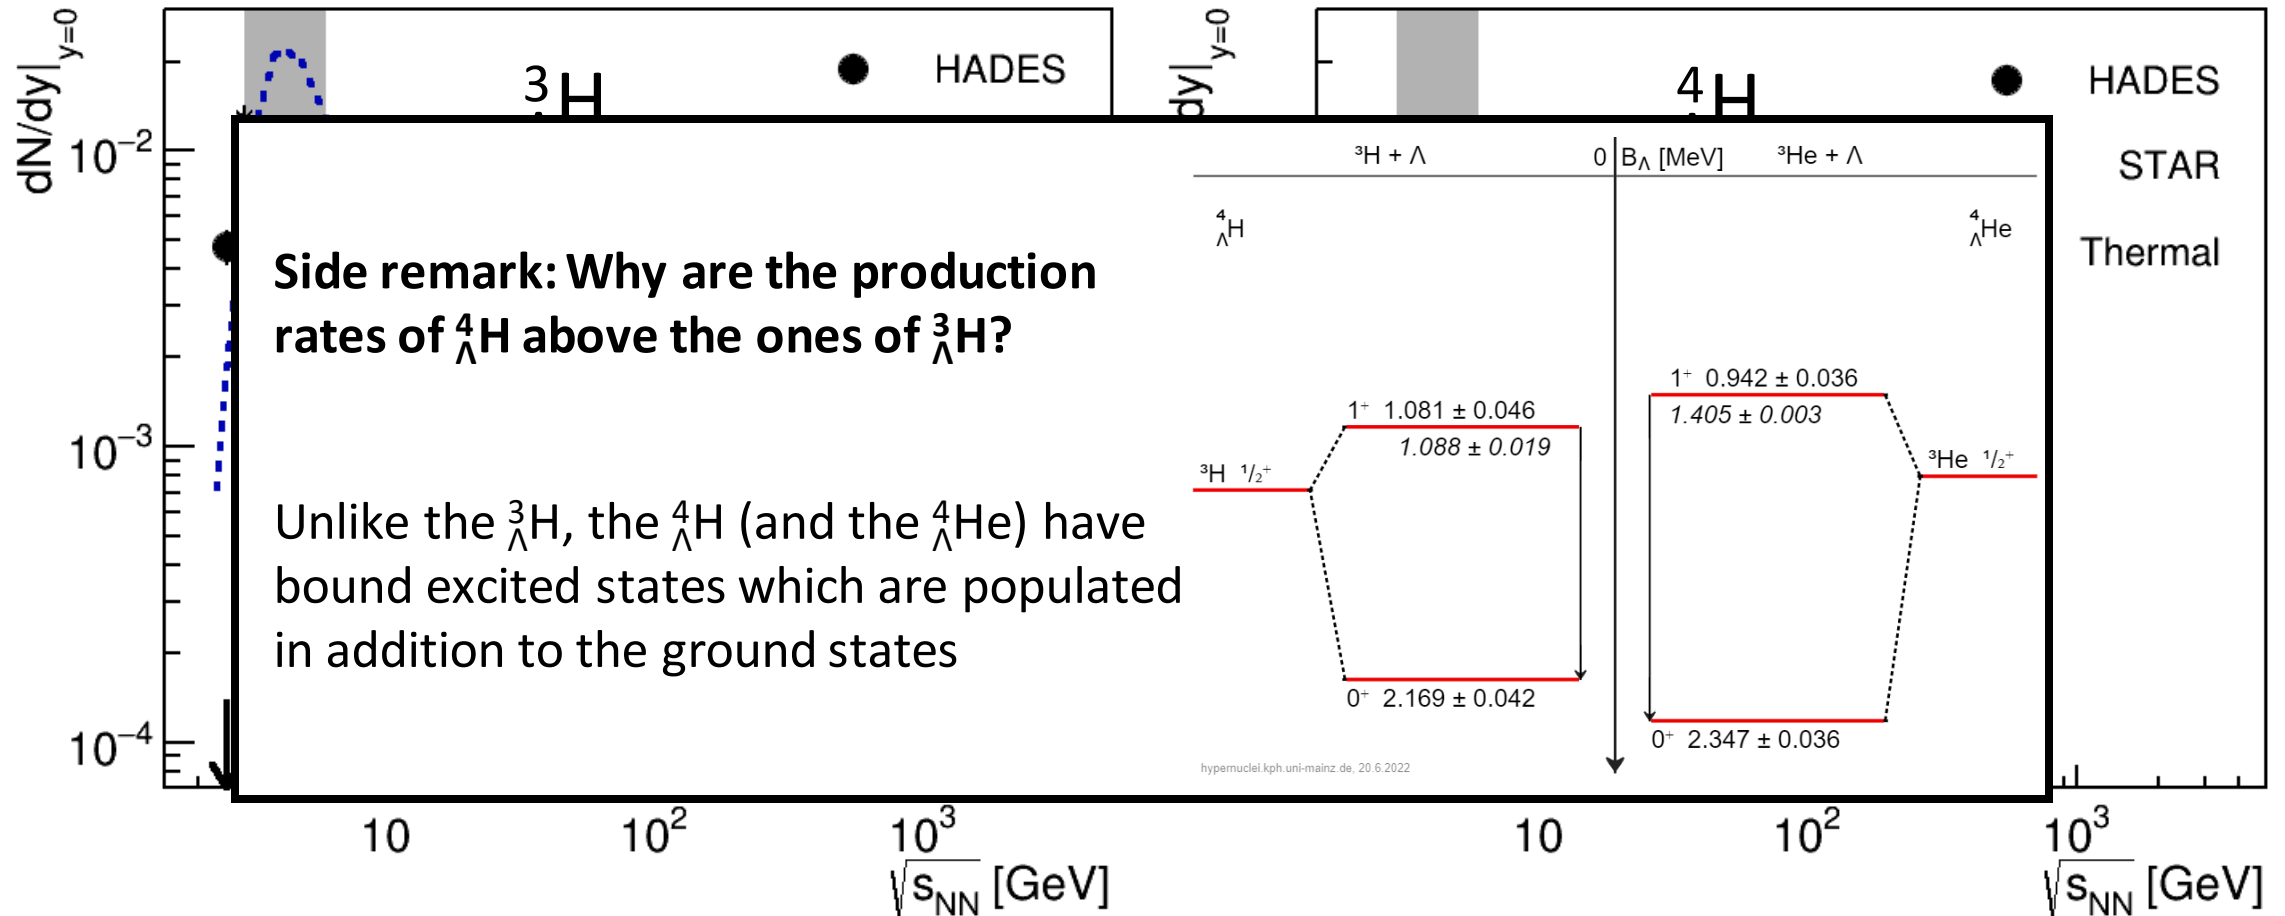 dN/dy|y=0
10⁻²
10⁻³
10⁻⁴
³H
HADES
10
10²
10³
√sNN [GeV]
dy|y=0
⁴H
HADES
STAR
Thermal
10
10²
10³
√sNN [GeV]
Side remark: Why are the production
rates of ⁴ΛH above the ones of ³ΛH?
Unlike the ³ΛH, the ⁴ΛH (and the ⁴ΛHe) have
bound excited states which are populated
in addition to the ground states
³H + Λ
0
BΛ [MeV]
³He + Λ
⁴ΛH
⁴ΛHe
1⁺ 1.081 ± 0.046
1.088 ± 0.019
³H ¹/₂⁺
0⁺ 2.169 ± 0.042
1⁺ 0.942 ± 0.036
1.405 ± 0.003
³He ¹/₂⁺
0⁺ 2.347 ± 0.036
hypernuclei.kph.uni-mainz.de, 20.6.2022